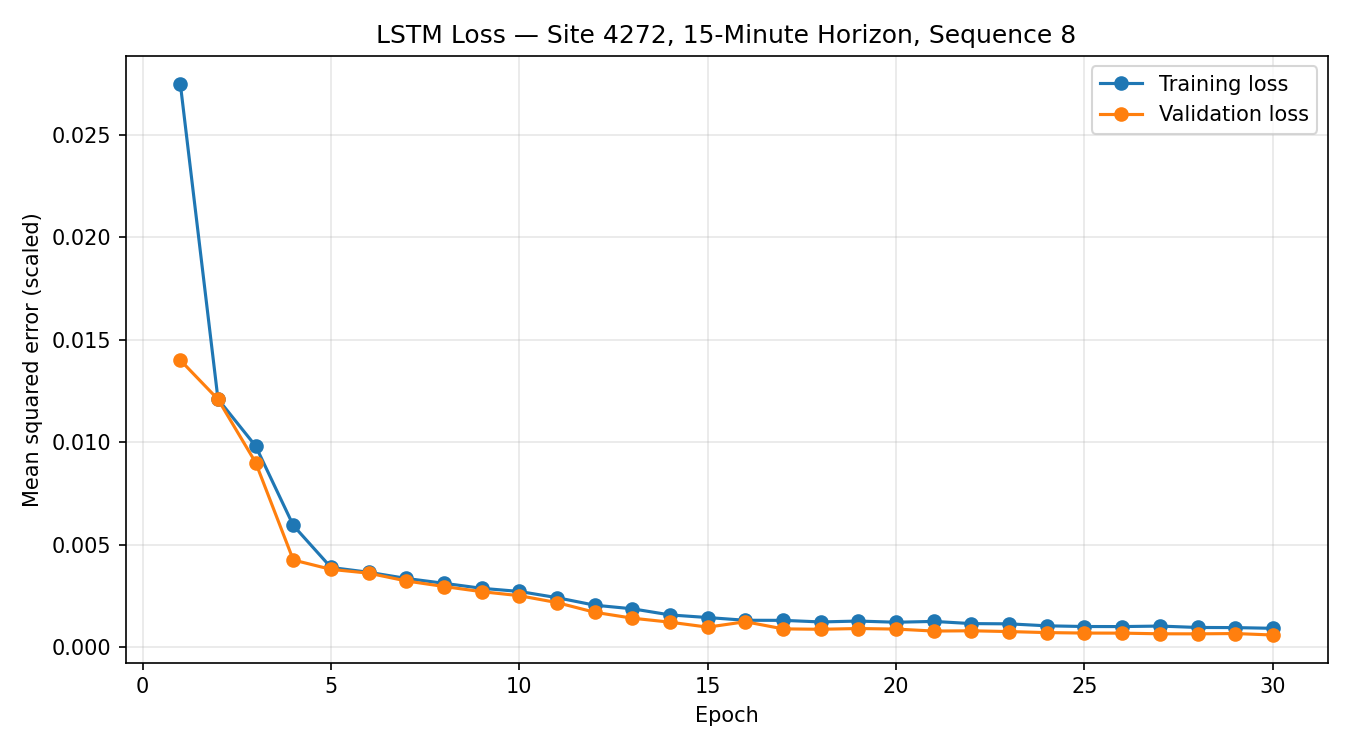 LSTM Loss — Site 4272, 15-Minute Horizon, Sequence 8
Training loss
Validation loss
Mean squared error (scaled)
0.025
0.020
0.015
0.010
0.005
0.000
0 5 10 15 20 25 30
Epoch